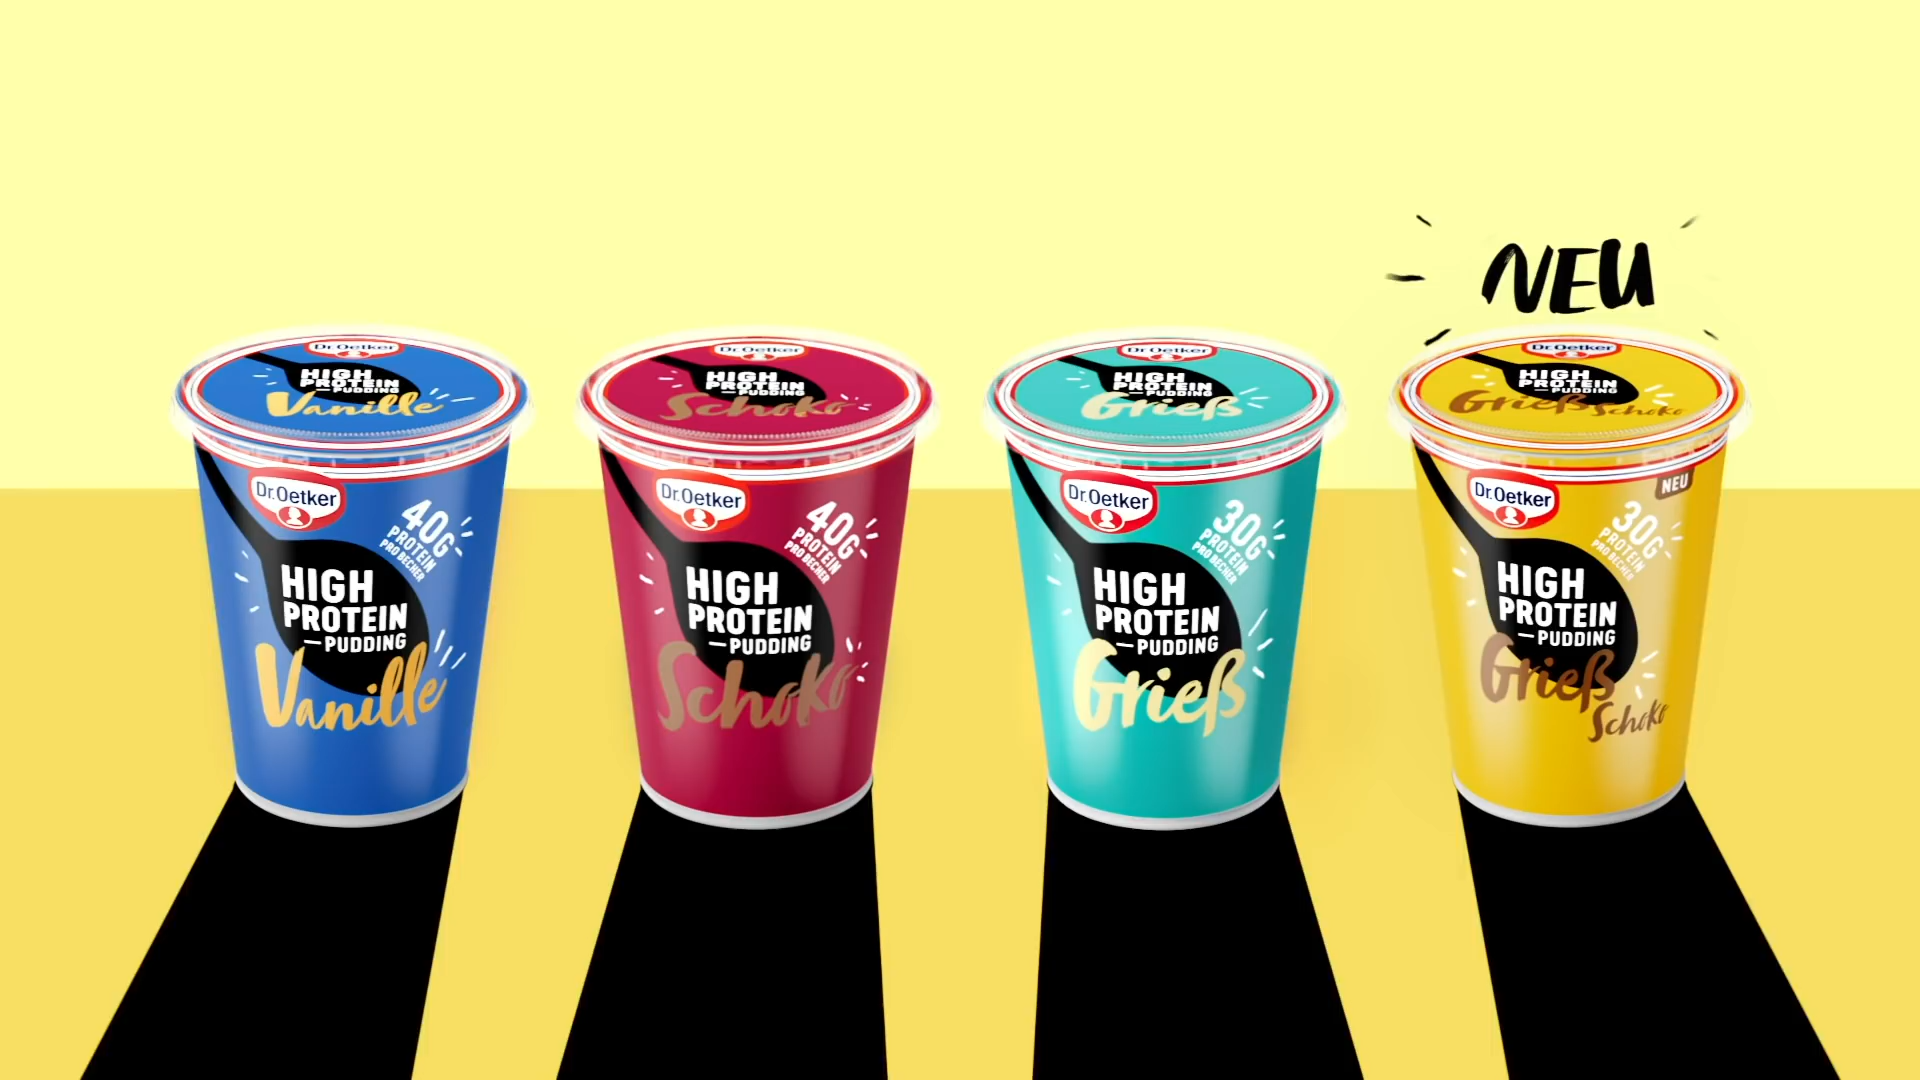 NEU
Dr.Oetker
HIGH
PROTEIN
PUDDING
Vanille
Dr.Oetker
40G
PROTEIN
PRO BECHER
HIGH
PROTEIN
PUDDING
Vanille
Dr.Oetker
HIGH
PROTEIN
PUDDING
Schoko
Dr.Oetker
40G
PROTEIN
PRO BECHER
HIGH
PROTEIN
PUDDING
Schoko
Dr.Oetker
HIGH
PROTEIN
PUDDING
Grieß
Dr.Oetker
30G
PROTEIN
PRO BECHER
HIGH
PROTEIN
PUDDING
Grieß
Dr.Oetker
HIGH
PROTEIN
PUDDING
Grieß Schoko
NEU
Dr.Oetker
30G
PROTEIN
PRO BECHER
HIGH
PROTEIN
PUDDING
Grieß
Schoko